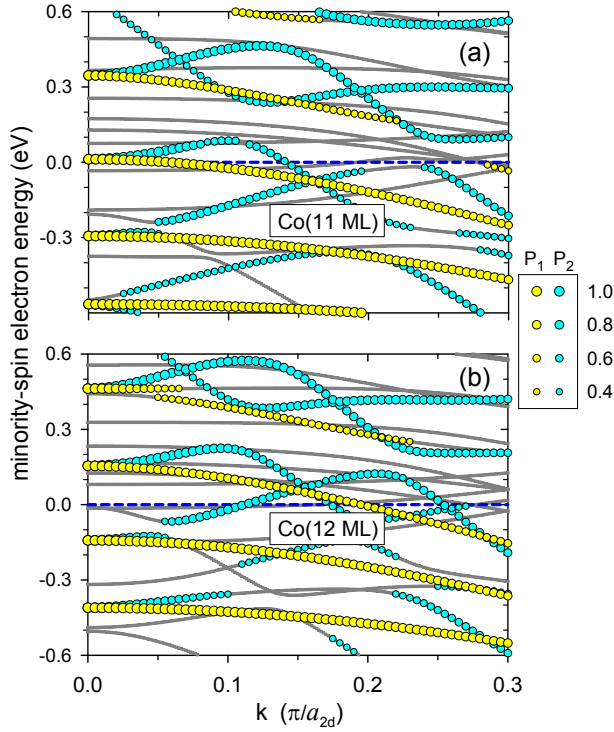 0.6
(a)
0.3
0.0
Co(11 ML)
-0.3
P1 P2
1.0
0.8
0.6
0.4
minority-spin electron energy (eV)
0.6
(b)
0.3
0.0
Co(12 ML)
-0.3
-0.6
0.0 0.1 0.2 0.3
k (π/a2d)